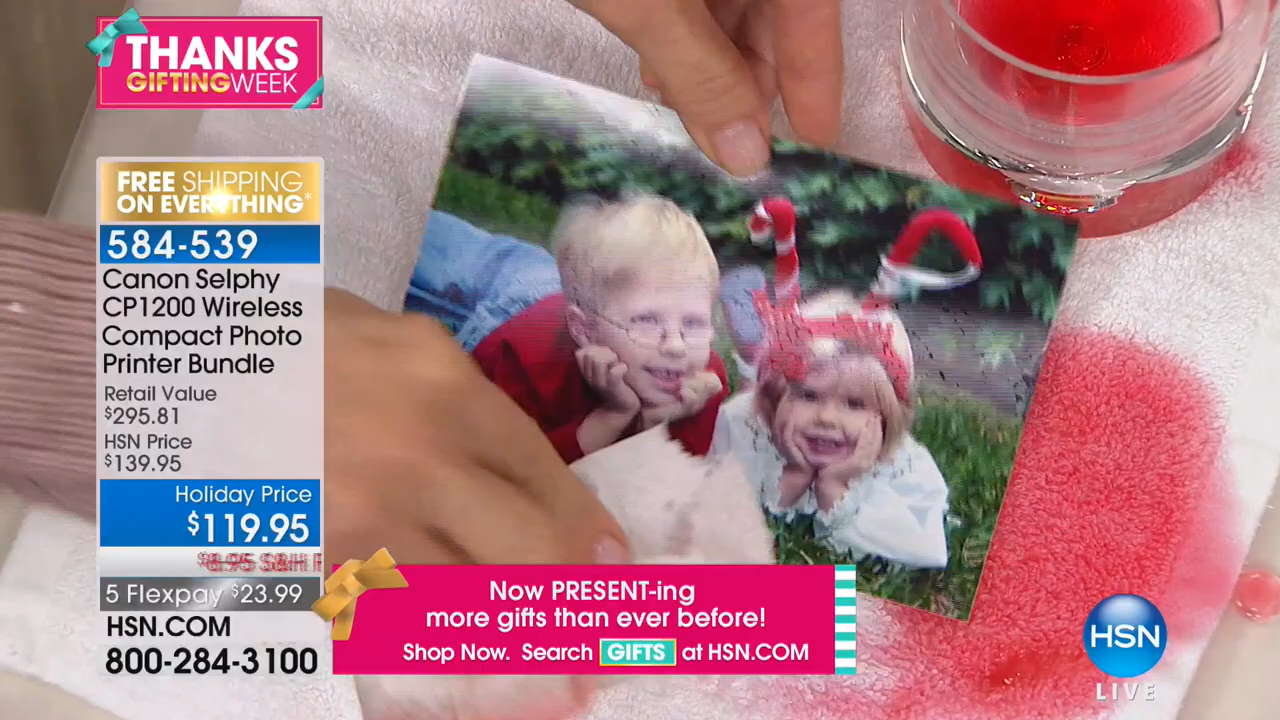 THANKS
GIFTINGWEEK
FREE SHIPPING
ON EVERYTHING*
584-539
Canon Selphy
CP1200 Wireless
Compact Photo
Printer Bundle
Retail Value
$295.81
HSN Price
$139.95
Holiday Price
$119.95
$8.95 S&H
5 Flexpay $23.99
HSN.COM
800-284-3100
Now PRESENT-ing
more gifts than ever before!
Shop Now. Search GIFTS at HSN.COM
HSN
LIVE